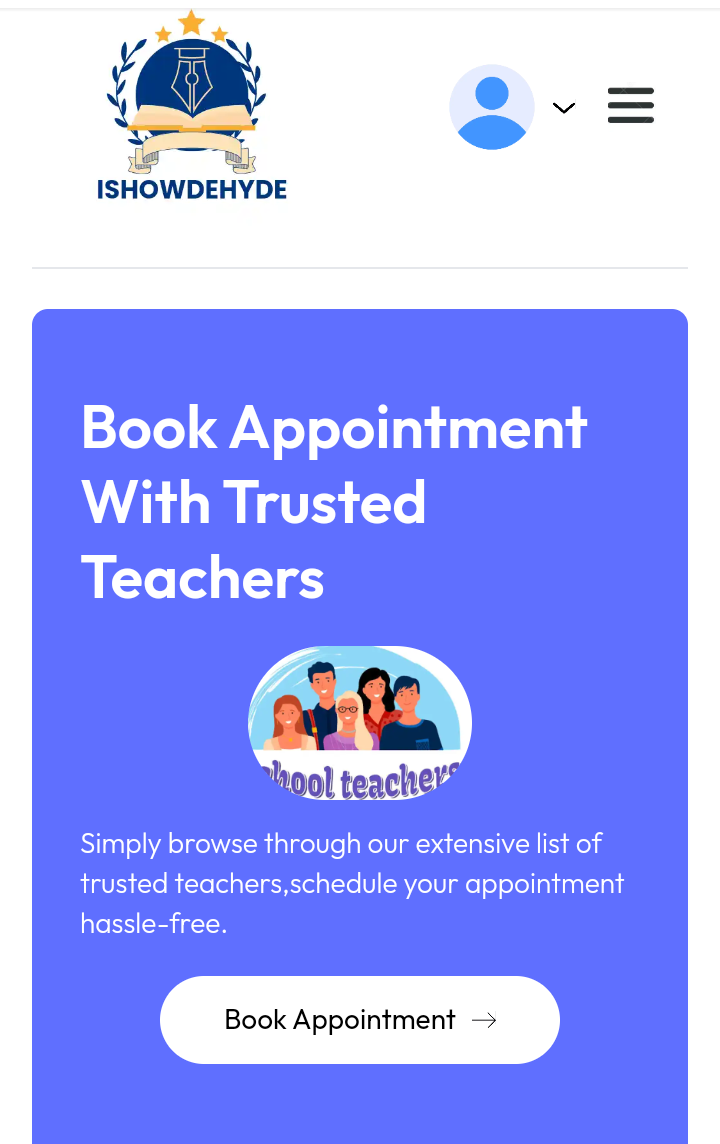 ISHOWDEHYDE
Book Appointment
With Trusted
Teachers
chool teachers
Simply browse through our extensive list of
trusted teachers,schedule your appointment
hassle-free.
Book Appointment